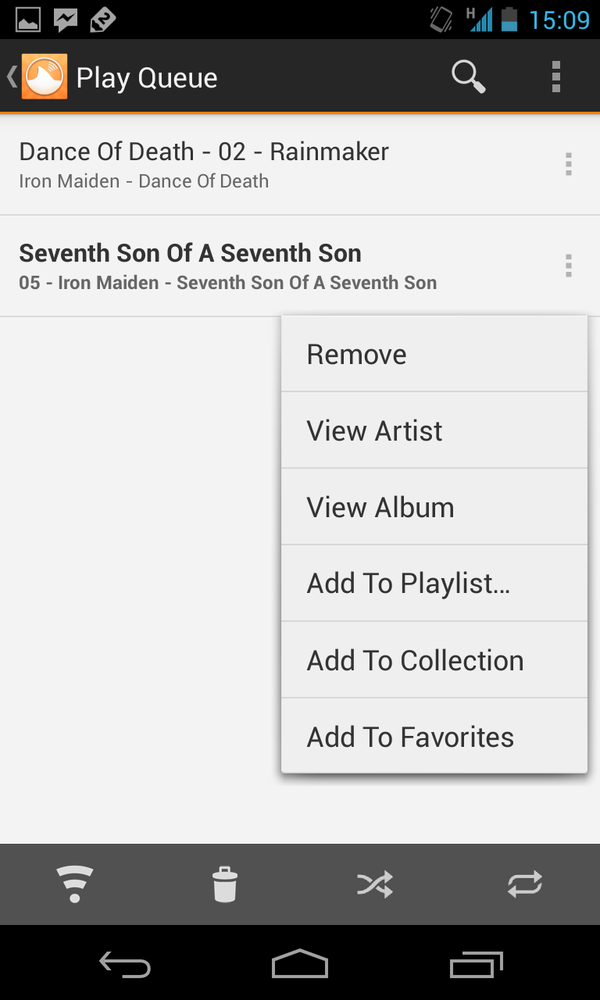 H 15:09
Play Queue
Dance Of Death - 02 - Rainmaker
Iron Maiden - Dance Of Death
Seventh Son Of A Seventh Son
05 - Iron Maiden - Seventh Son Of A Seventh Son
Remove
View Artist
View Album
Add To Playlist...
Add To Collection
Add To Favorites